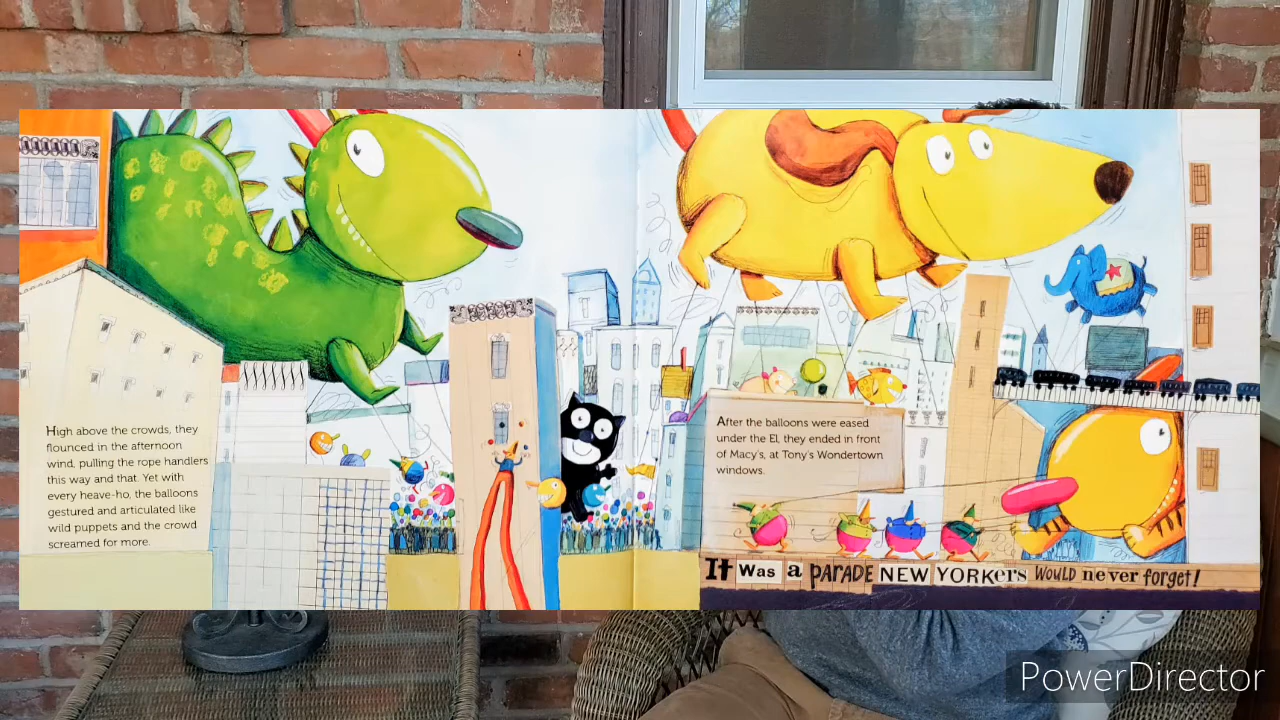 High above the crowds, they
flounced in the afternoon
wind, pulling the rope handlers
this way and that. Yet with
every heave-ho, the balloons
gestured and articulated like
wild puppets and the crowd
screamed for more.
After the balloons were eased
under the El, they ended in front
of Macy's, at Tony's Wondertown
windows.
It was a parade NEW YORKers would never forget!
PowerDirector